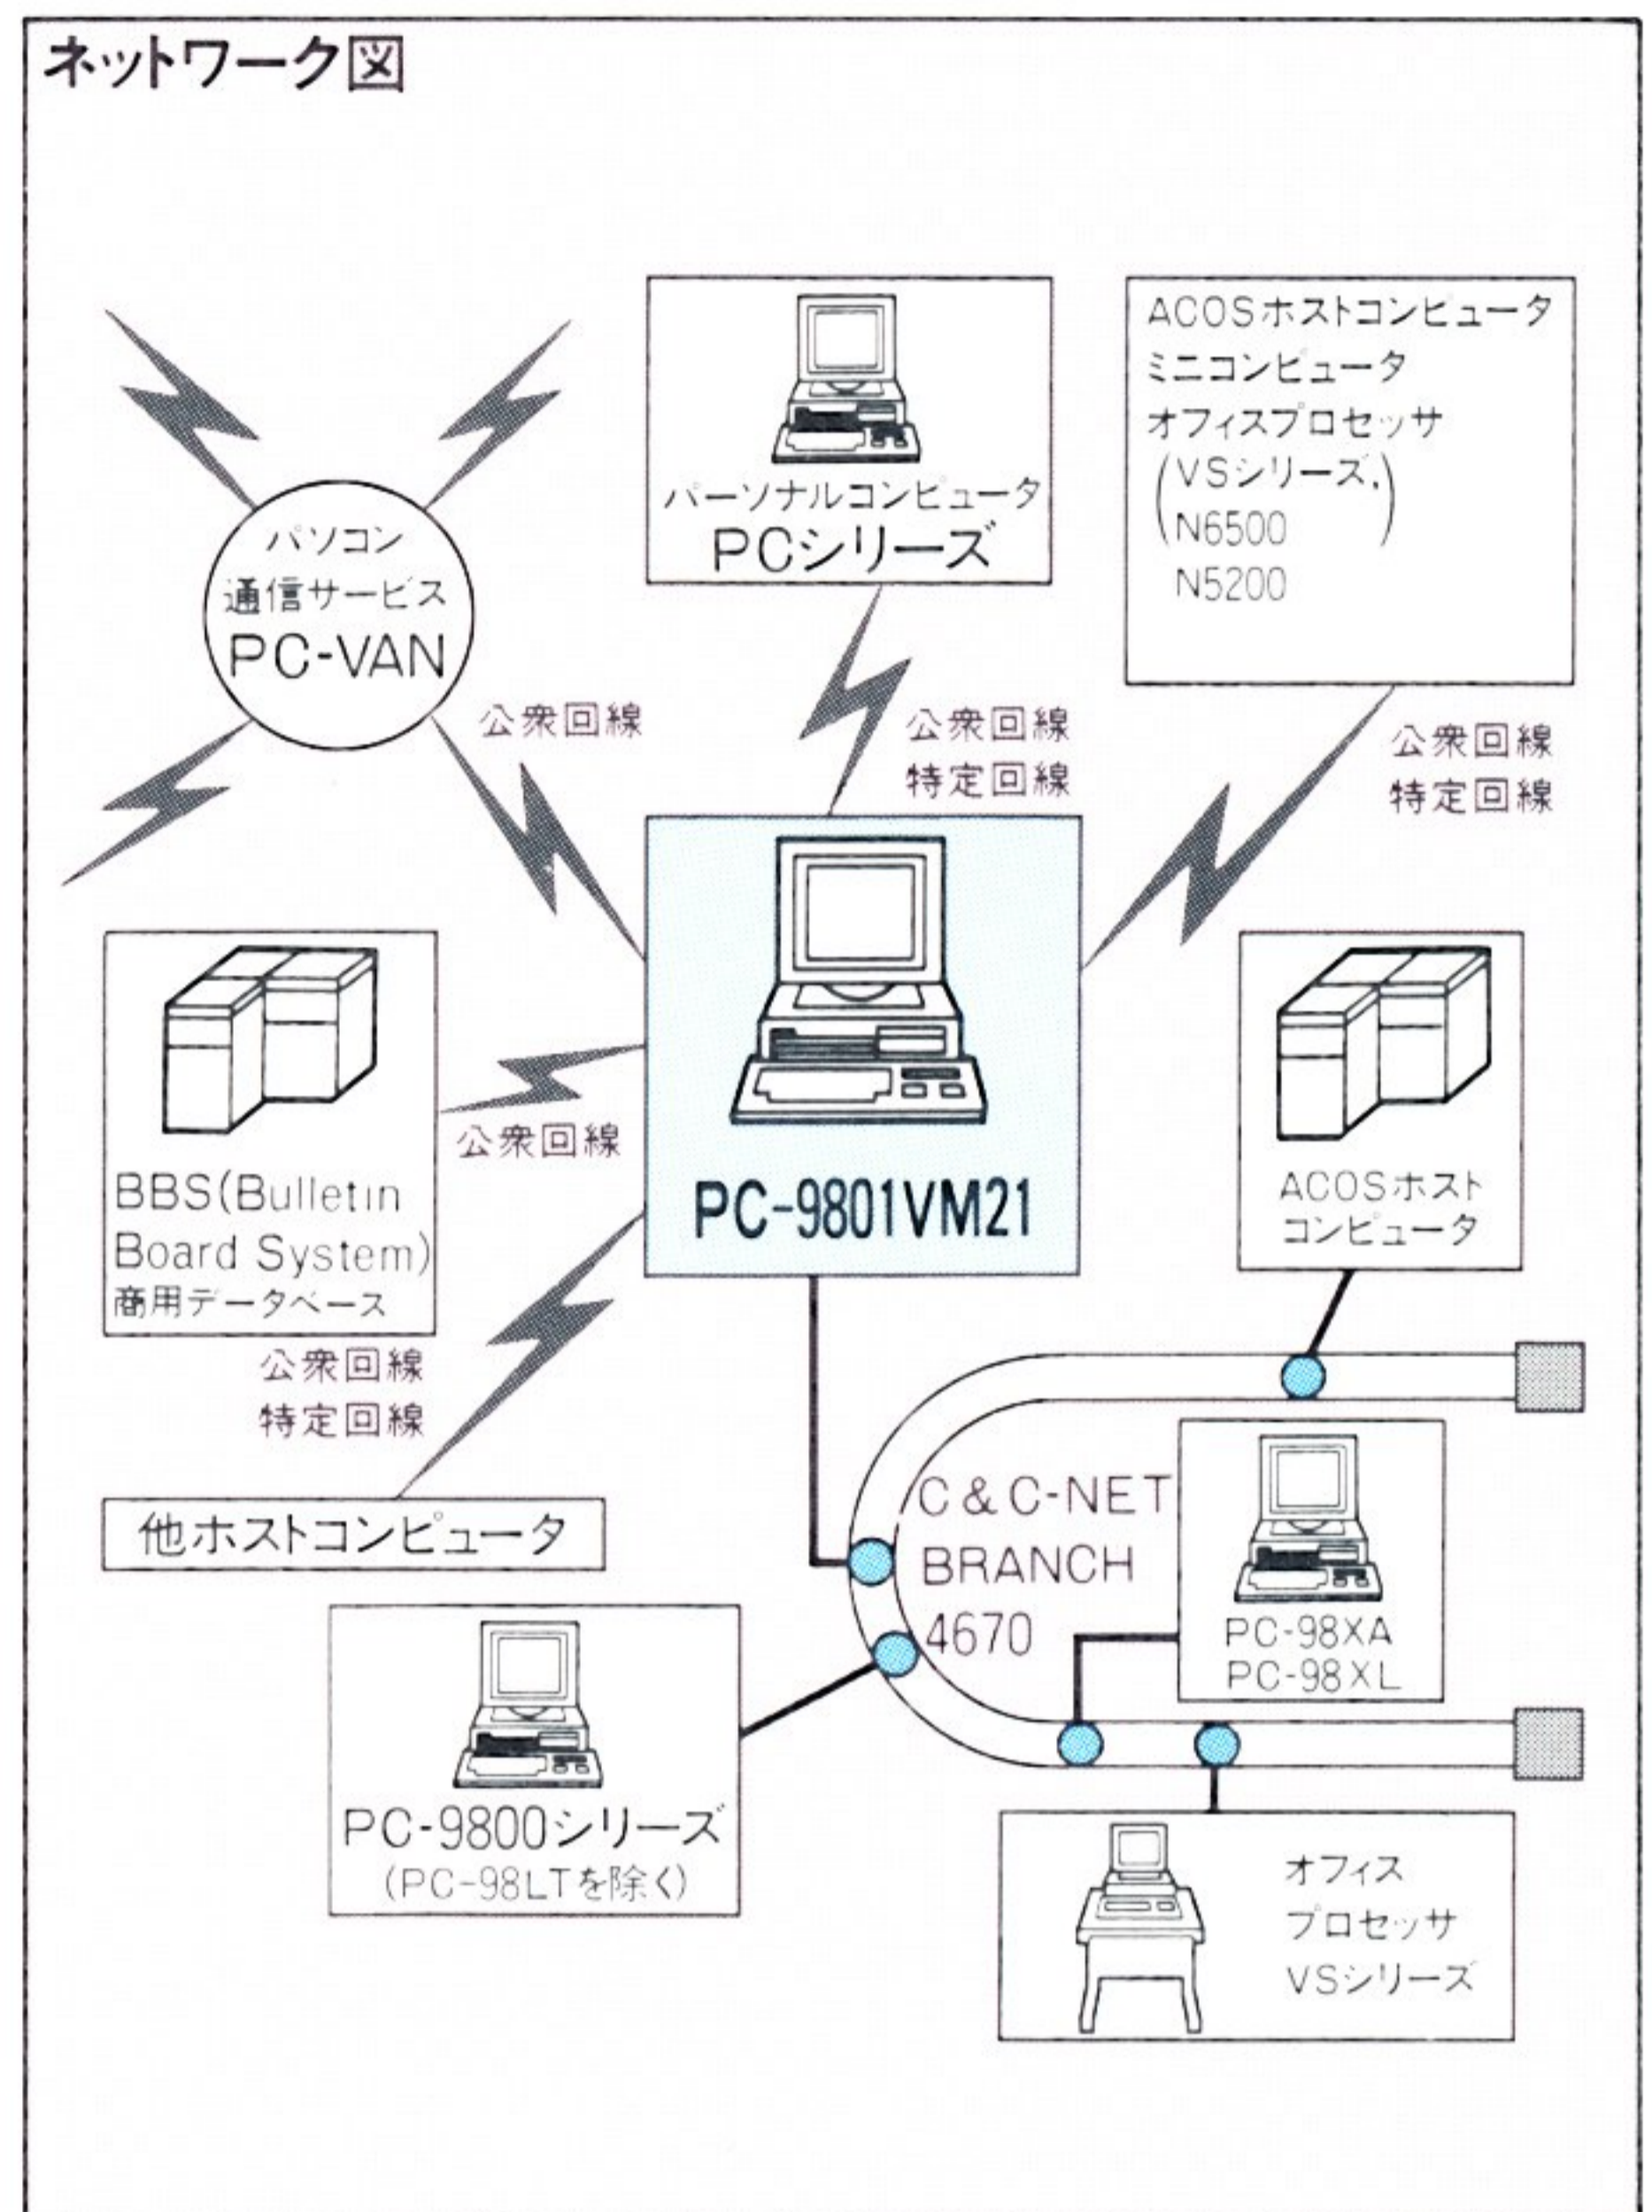 ネットワーク図
パソコン
通信サービス
PC-VAN
公衆回線
パーソナルコンピュータ
PCシリーズ
公衆回線
特定回線
ACOSホストコンピュータ
ミニコンピュータ
オフィスプロセッサ
(VSシリーズ,
N6500)
N5200
公衆回線
特定回線
BBS(Bulletin
Board System)
商用データベース
公衆回線
PC-9801VM21
ACOSホスト
コンピュータ
公衆回線
特定回線
他ホストコンピュータ
C&C-NET
BRANCH
4670
PC-98XA
PC-98XL
PC-9800シリーズ
(PC-98LTを除く)
オフィス
プロセッサ
VSシリーズ